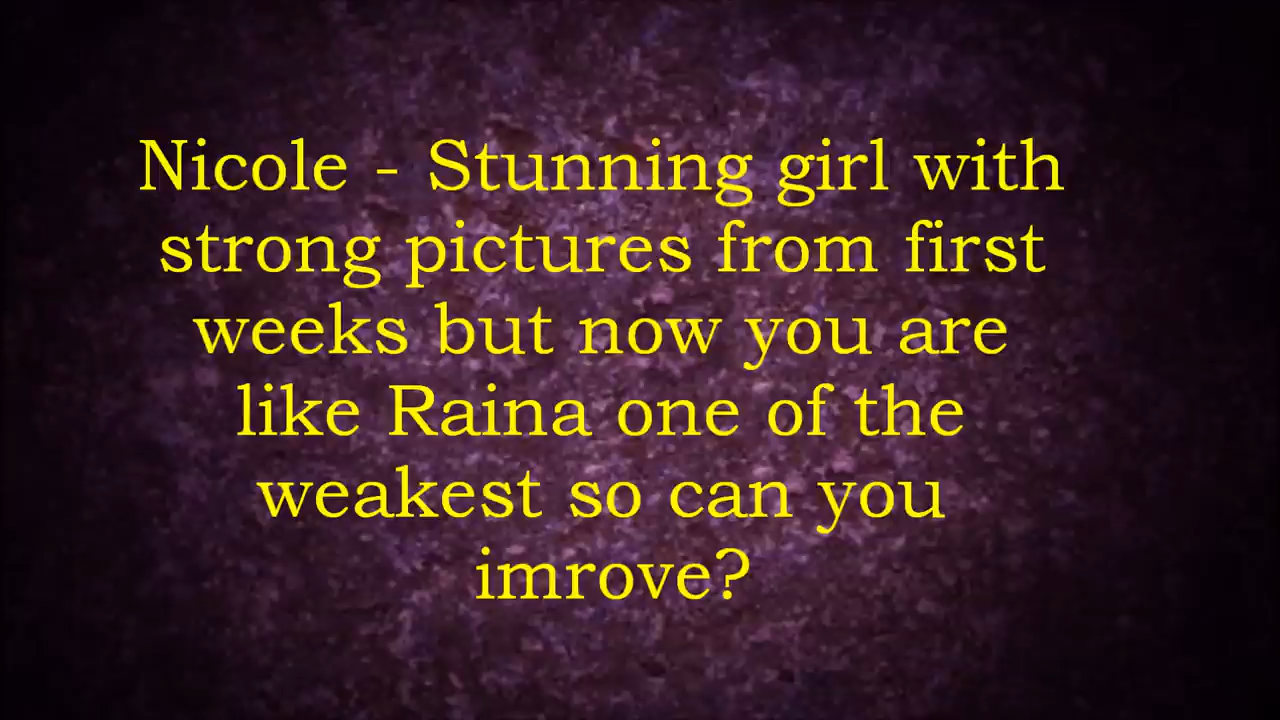 Nicole - Stunning girl with
strong pictures from first
weeks but now you are
like Raina one of the
weakest so can you
imrove?